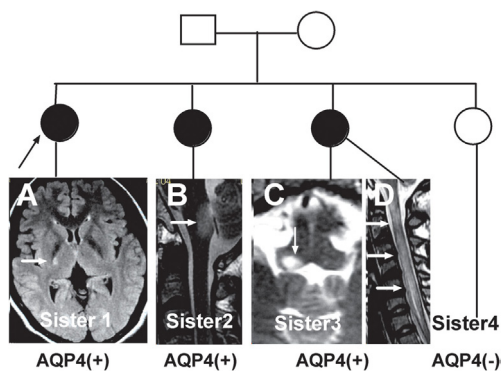 A B C D
Sister 1 Sister2 Sister3 Sister4
AQP4(+) AQP4(+) AQP4(+) AQP4(-)